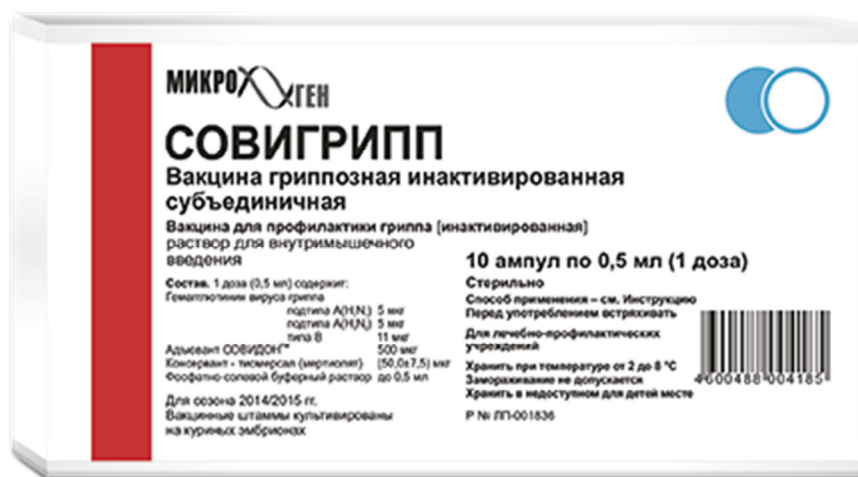 МИКРОГЕН
СОВИГРИПП
Вакцина гриппозная инактивированная
субъединичная
Вакцина для профилактики гриппа [инактивированная]
раствор для внутримышечного
введения
Состав. 1 доза (0,5 мл) содержит:
Гемагглютинин вируса гриппа
подтипа A(H1N1) 5 мкг
подтипа A(H3N2) 5 мкг
типа B 11 мкг
Адъювант СОВИДОН™ 500 мкг
Консервант - тиомерсал (мертиолят) (50,0±7,5) мкг
Фосфатно-солевой буферный раствор до 0,5 мл
Для сезона 2014/2015 гг.
Вакцинные штаммы культивированы
на куриных эмбрионах
10 ампул по 0,5 мл (1 доза)
Стерильно
Способ применения – см. Инструкцию
Перед употреблением встряхивать
Для лечебно-профилактических
учреждений
Хранить при температуре от 2 до 8 °С
Замораживание не допускается
Хранить в недоступном для детей месте
Р № ЛП-001836
4600488 004185